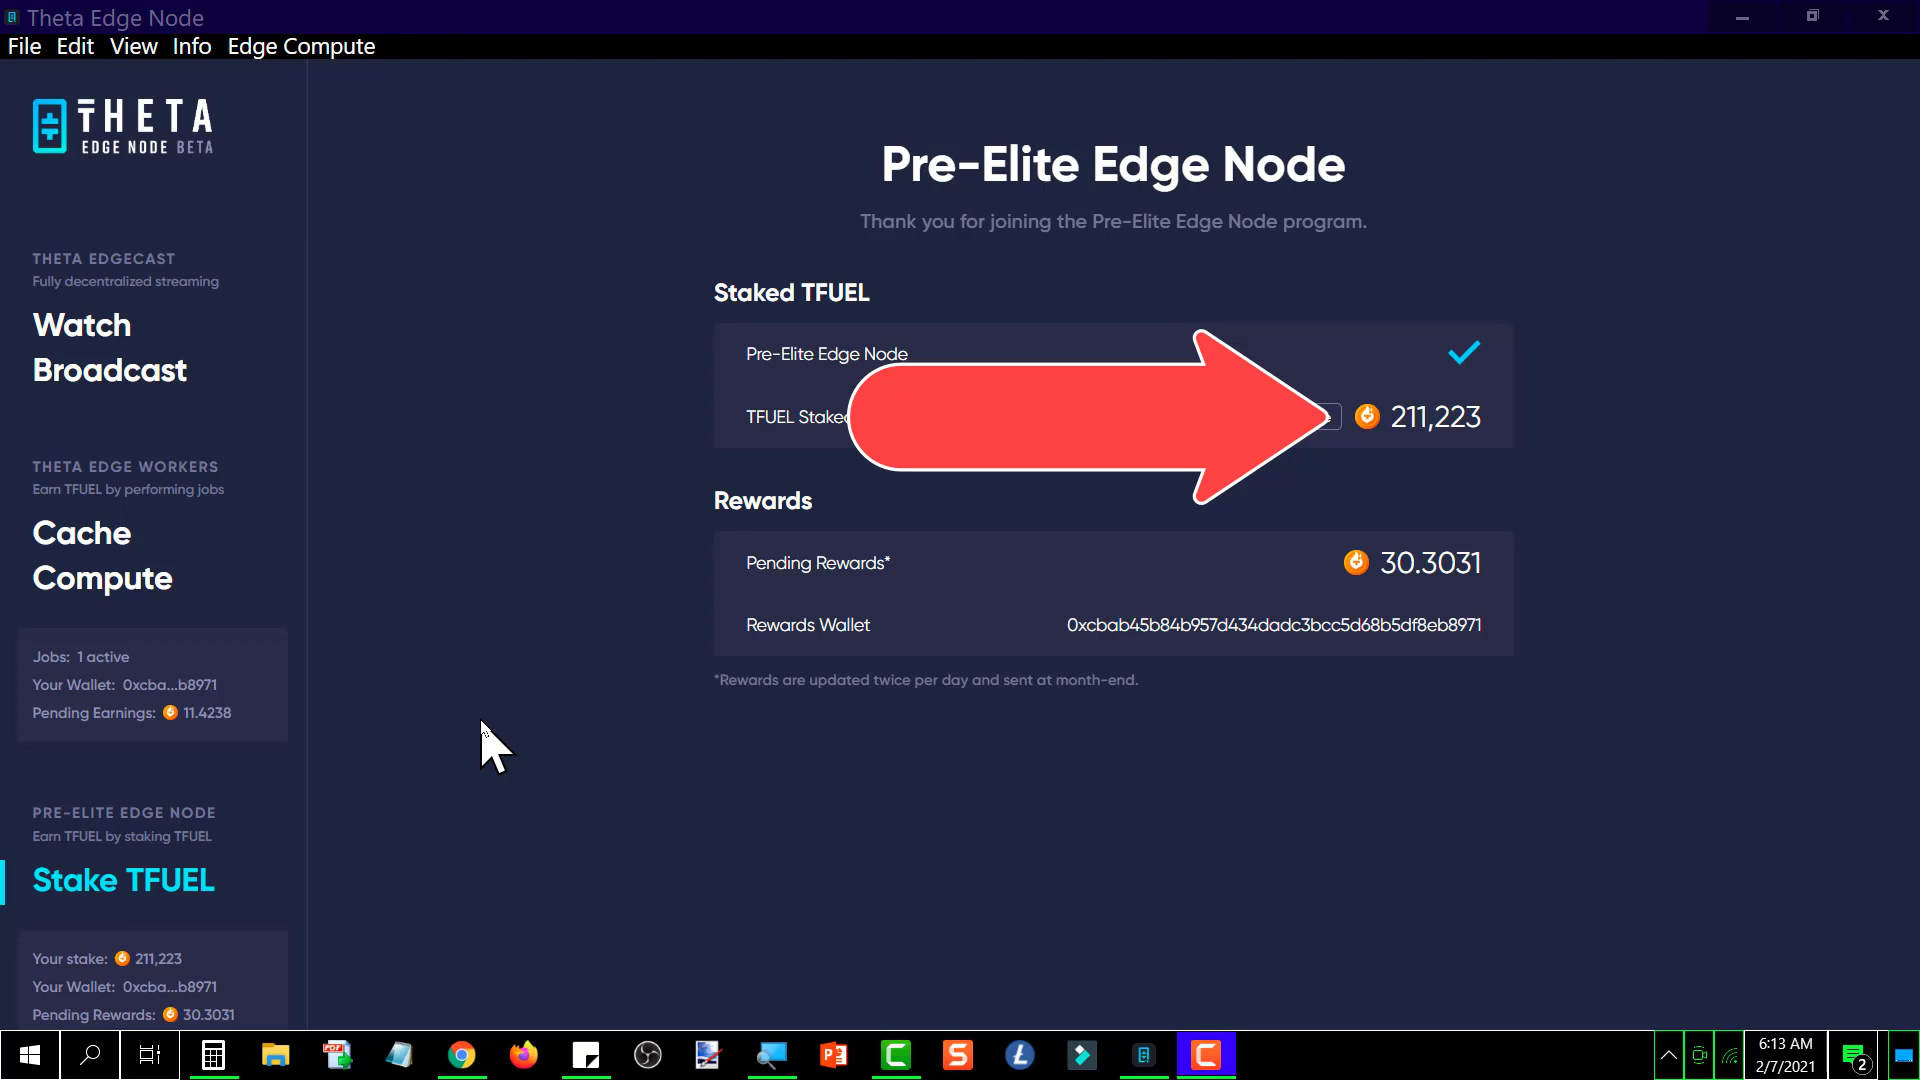 Theta Edge Node
File Edit View Info Edge Compute
THETA
EDGE NODE BETA
THETA EDGECAST
Fully decentralized streaming
Watch
Broadcast
THETA EDGE WORKERS
Earn TFUEL by performing jobs
Cache
Compute
Jobs: 1 active
Your Wallet: 0xcba...b8971
Pending Earnings: 11.4238
PRE-ELITE EDGE NODE
Earn TFUEL by staking TFUEL
Stake TFUEL
Your stake: 211,223
Your Wallet: 0xcba...b8971
Pending Rewards: 30.3031
Pre-Elite Edge Node
Thank you for joining the Pre-Elite Edge Node program.
Staked TFUEL
Pre-Elite Edge Node
TFUEL Staked 211,223
Rewards
Pending Rewards* 30.3031
Rewards Wallet 0xcbab45b84b957d434dadc3bcc5d68b5df8eb8971
*Rewards are updated twice per day and sent at month-end.
6:13 AM
2/7/2021
2